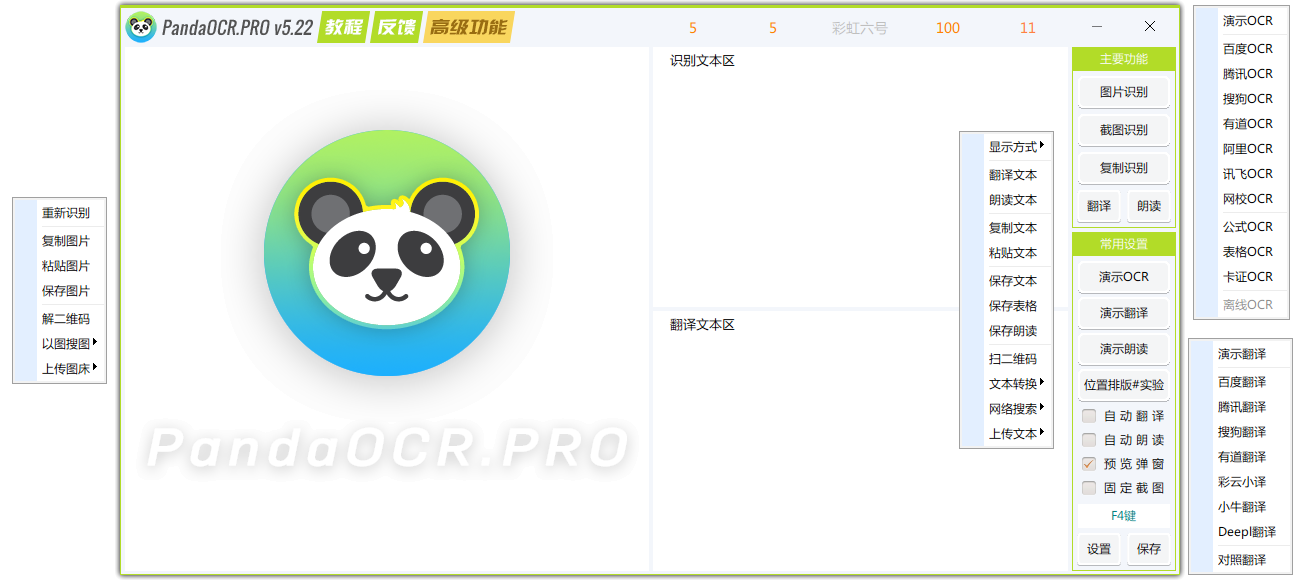 PandaOCR.PRO v5.22 教程 反馈 高级功能 5 5 彩虹六号 100 11
重新识别
复制图片
粘贴图片
保存图片
解二维码
以图搜图
上传图床
PandaOCR.PRO
识别文本区
翻译文本区
显示方式
翻译文本
朗读文本
复制文本
粘贴文本
保存文本
保存表格
保存朗读
扫二维码
文本转换
网络搜索
上传文本
主要功能
图片识别
截图识别
复制识别
翻译 朗读
常用设置
演示OCR
演示翻译
演示朗读
位置排版#实验
自动翻译
自动朗读
预览弹窗
固定截图
F4键
设置 保存
演示OCR
百度OCR
腾讯OCR
搜狗OCR
有道OCR
阿里OCR
讯飞OCR
网校OCR
公式OCR
表格OCR
卡证OCR
离线OCR
演示翻译
百度翻译
腾讯翻译
搜狗翻译
有道翻译
彩云小译
小牛翻译
Deepl翻译
对照翻译